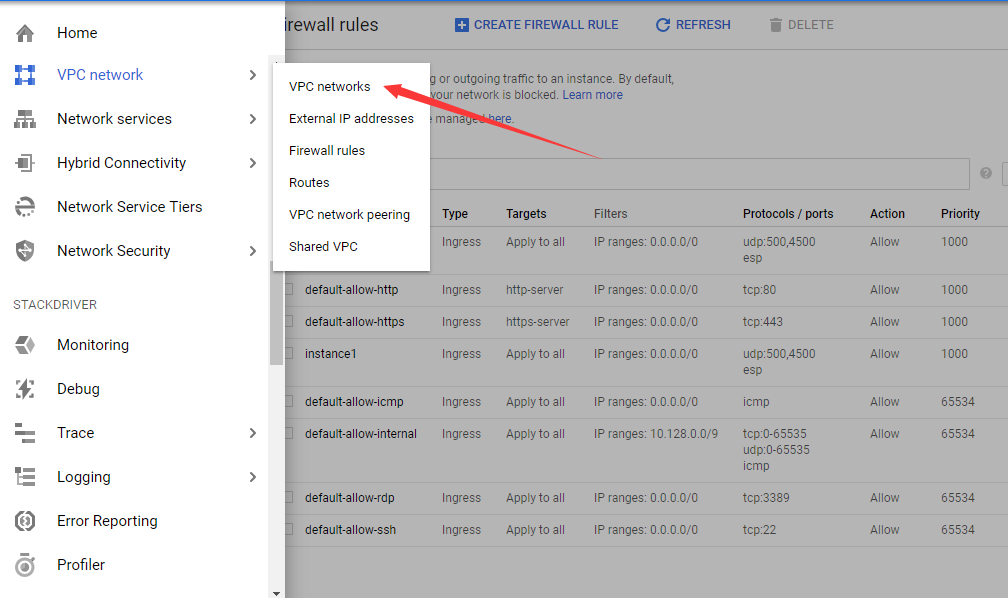 Home
VPC network
Network services
Hybrid Connectivity
Network Service Tiers
Network Security
STACKDRIVER
Monitoring
Debug
Trace
Logging
Error Reporting
Profiler
VPC networks
External IP addresses
Firewall rules
Routes
VPC network peering
Shared VPC
irewall rules
CREATE FIREWALL RULE
REFRESH
DELETE
g or outgoing traffic to an instance. By default,
your network is blocked. Learn more
e managed here.
Type Targets Filters Protocols / ports Action Priority
Ingress Apply to all IP ranges: 0.0.0.0/0 udp:500,4500 Allow 1000
esp
default-allow-http Ingress http-server IP ranges: 0.0.0.0/0 tcp:80 Allow 1000
default-allow-https Ingress https-server IP ranges: 0.0.0.0/0 tcp:443 Allow 1000
instance1 Ingress Apply to all IP ranges: 0.0.0.0/0 udp:500,4500 Allow 1000
esp
default-allow-icmp Ingress Apply to all IP ranges: 0.0.0.0/0 icmp Allow 65534
default-allow-internal Ingress Apply to all IP ranges: 10.128.0.0/9 tcp:0-65535 Allow 65534
udp:0-65535
icmp
default-allow-rdp Ingress Apply to all IP ranges: 0.0.0.0/0 tcp:3389 Allow 65534
default-allow-ssh Ingress Apply to all IP ranges: 0.0.0.0/0 tcp:22 Allow 65534